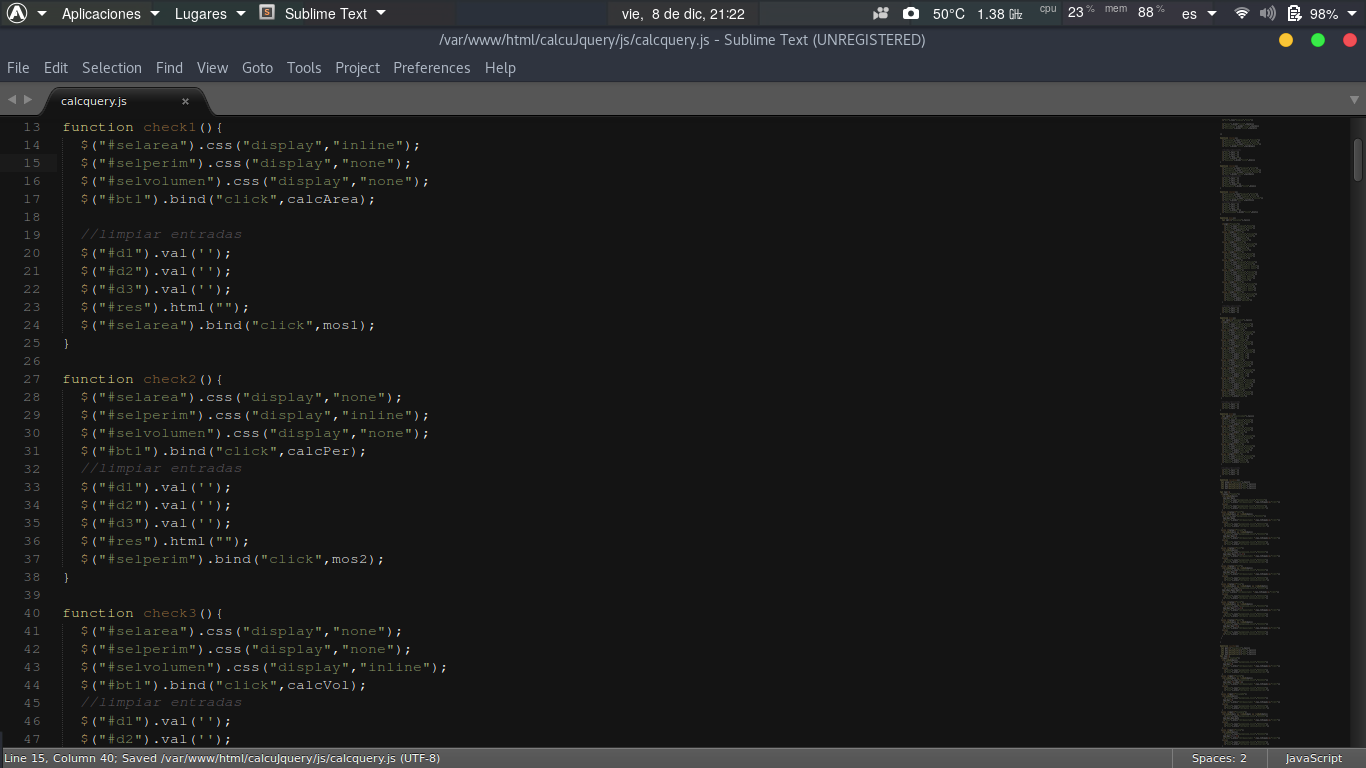 Aplicaciones Lugares Sublime Text vie, 8 de dic, 21:22 50°C 1.38 GHz cpu 23 % mem 88 % es 98%
/var/www/html/calcuJquery/js/calcquery.js - Sublime Text (UNREGISTERED)
File Edit Selection Find View Goto Tools Project Preferences Help
calcquery.js ×
13 function check1(){
14 $("#selarea").css("display","inline");
15 $("#selperim").css("display","none");
16 $("#selvolumen").css("display","none");
17 $("#bt1").bind("click",calcArea);
18
19 //limpiar entradas
20 $("#d1").val('');
21 $("#d2").val('');
22 $("#d3").val('');
23 $("#res").html("");
24 $("#selarea").bind("click",mos1);
25 }
26
27 function check2(){
28 $("#selarea").css("display","none");
29 $("#selperim").css("display","inline");
30 $("#selvolumen").css("display","none");
31 $("#bt1").bind("click",calcPer);
32 //limpiar entradas
33 $("#d1").val('');
34 $("#d2").val('');
35 $("#d3").val('');
36 $("#res").html("");
37 $("#selperim").bind("click",mos2);
38 }
39
40 function check3(){
41 $("#selarea").css("display","none");
42 $("#selperim").css("display","none");
43 $("#selvolumen").css("display","inline");
44 $("#bt1").bind("click",calcVol);
45 //limpiar entradas
46 $("#d1").val('');
47 $("#d2").val('');
Line 15, Column 40; Saved /var/www/html/calcuJquery/js/calcquery.js (UTF-8) Spaces: 2 JavaScript